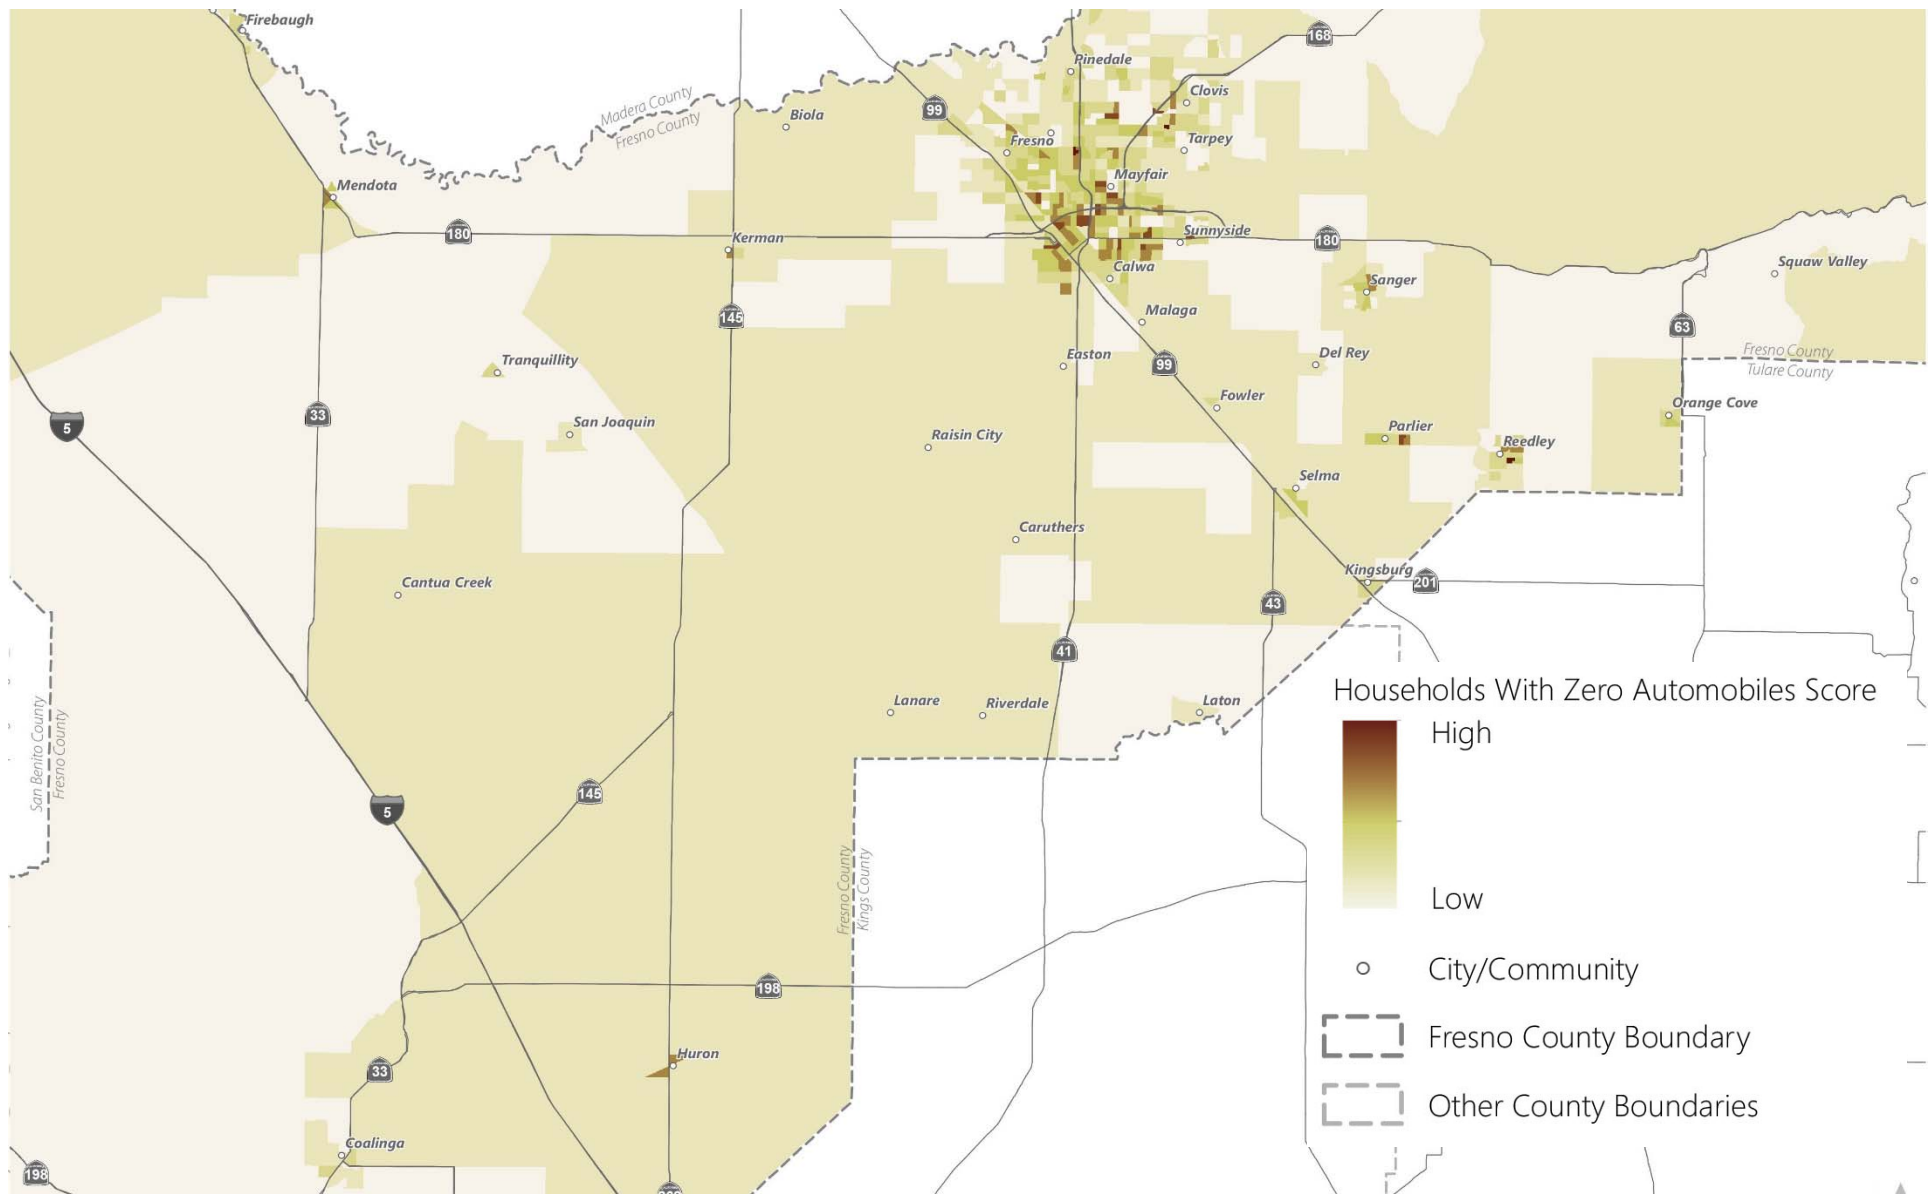 Firebaugh
168
Pinedale
Clovis
Madera County
Fresno County
Biola
99
Fresno
Tarpey
Mendota
Mayfair
180
Kerman
Sunnyside
180
Calwa
Sanger
Squaw Valley
145
Malaga
63
Tranquillity
Easton
99
Del Rey
Fresno County
Tulare County
5
33
San Joaquin
Raisin City
Fowler
Parlier
Orange Cove
Reedley
Selma
Caruthers
Cantua Creek
Kingsburg
201
43
41
San Benito County
Fresno County
Lanare
Riverdale
Laton
5
145
Fresno County
Kings County
198
Huron
33
Coalinga
198
Households With Zero Automobiles Score
High
Low
City/Community
Fresno County Boundary
Other County Boundaries